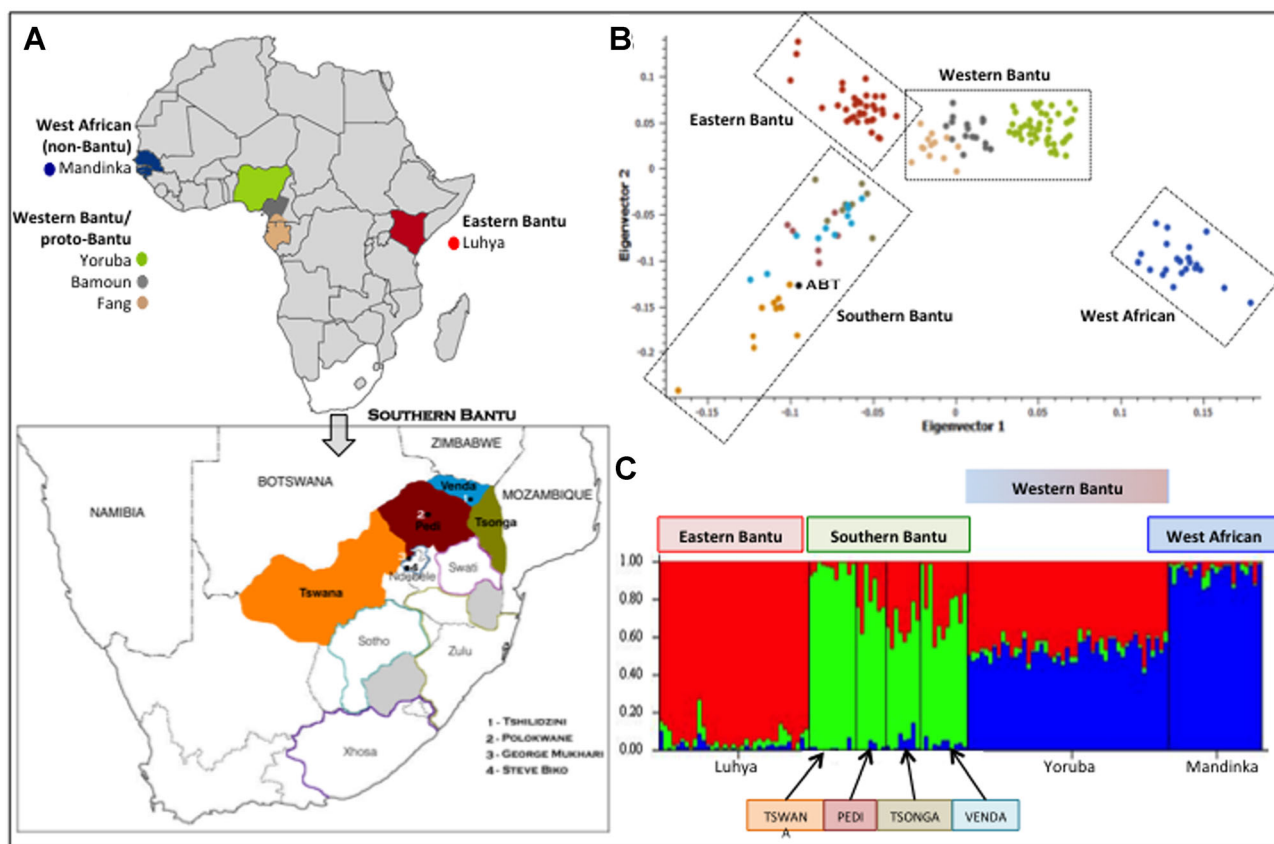 A
West African
(non-Bantu)
Mandinka
Western Bantu/
proto-Bantu
Yoruba
Bamoun
Fang
Eastern Bantu
Luhya
SOUTHERN BANTU
ZIMBABWE
BOTSWANA
NAMIBIA
MOZAMBIQUE
Venda
1
2
Pedi
Tsonga
3
4
Ndebele
Swati
Tswana
Sotho
Zulu
Xhosa
1 - TSHILIDZINI
2 - POLOKWANE
3 - GEORGE MUKHARI
4 - STEVE BIKO
B
Eigenvector 2
0.1
0.05
0
-0.05
-0.1
-0.15
-0.2
-0.15
-0.1
-0.05
0
0.05
0.1
0.15
Eigenvector 1
Eastern Bantu
Western Bantu
ABT
Southern Bantu
West African
C
Western Bantu
Eastern Bantu
Southern Bantu
West African
1.00
0.80
0.60
0.40
0.20
0.00
Luhya
Yoruba
Mandinka
TSWAN
A
PEDI
TSONGA
VENDA